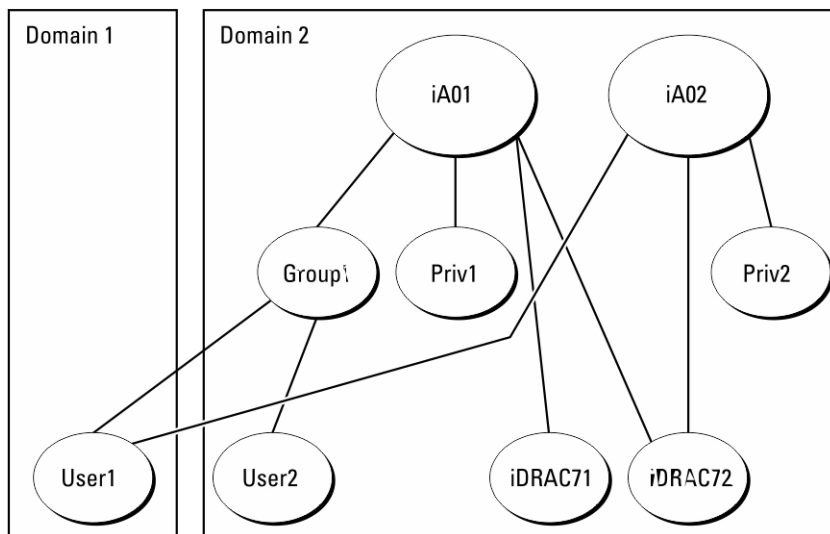 Domain 1
Domain 2
iA01
iA02
Group1
Priv1
Priv2
User1
User2
iDRAC71
iDRAC72